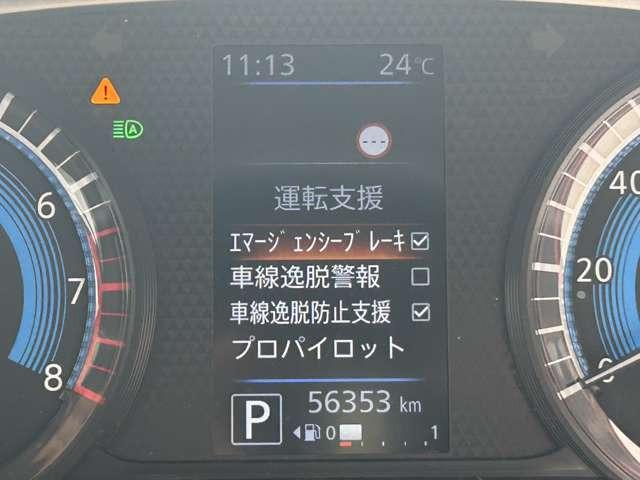 11:13 24℃
A
---
運転支援
エマージェンシーブレーキ
車線逸脱警報
車線逸脱防止支援
プロパイロット
P 56353 km
0 1
6
7
8
40
20
0